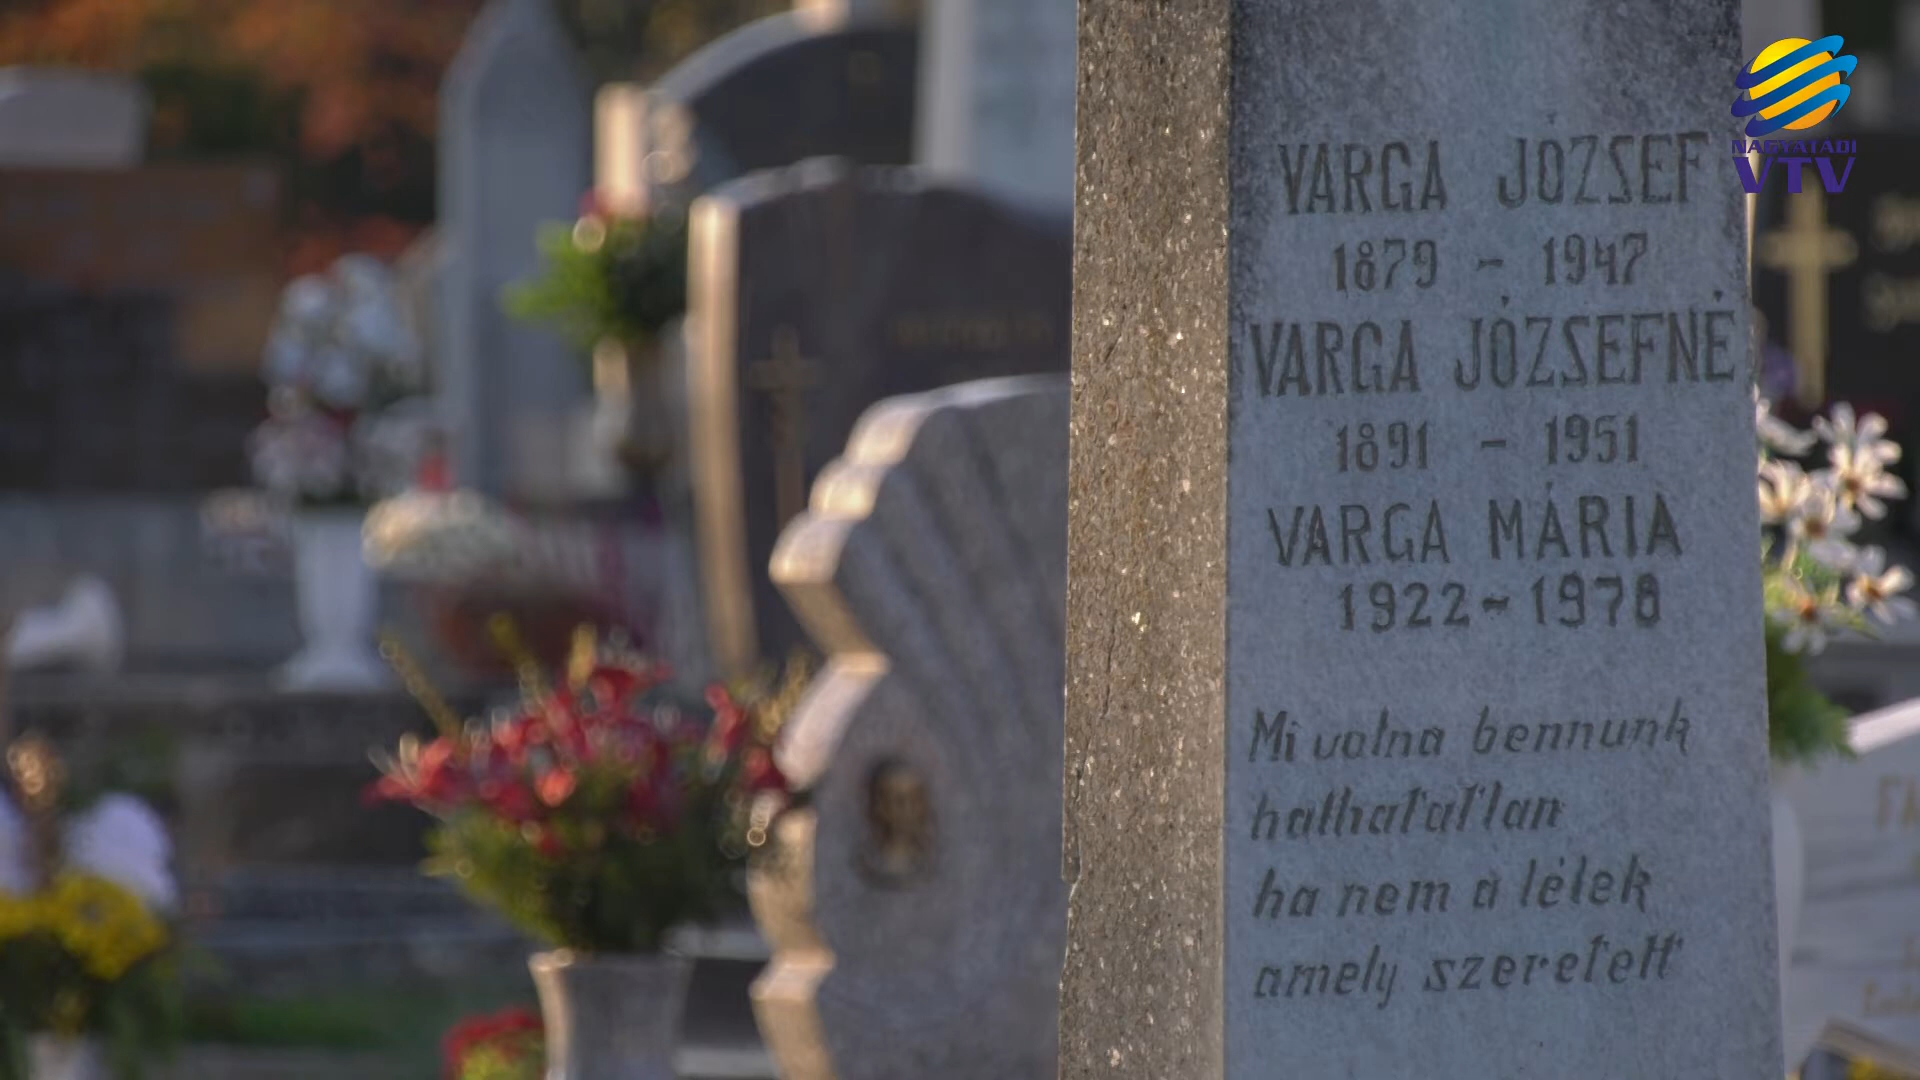 VARGA JÓZSEF
1879 - 1947
VARGA JÓZSEFNÉ
1891 - 1951
VARGA MÁRIA
1922 - 1978
Mi volna bennunk
halhatatlan
ha nem a lélek
amely szeretett
NAGYATÁDI
VTV